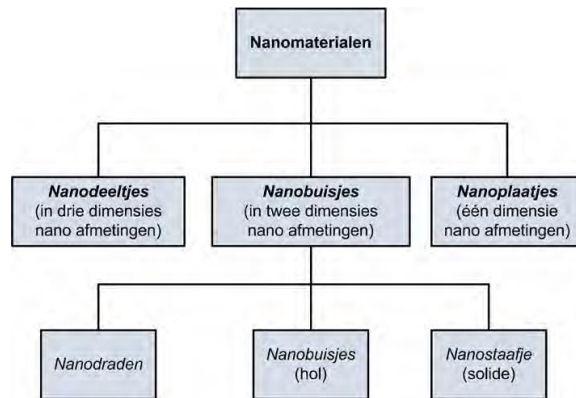 Nanomaterialen
Nanodeeltjes
(in drie dimensies
nano afmetingen)
Nanobuisjes
(in twee dimensies
nano afmetingen)
Nanoplaatjes
(één dimensie
nano afmetingen)
Nanodraden
Nanobuisjes
(hol)
Nanostaafje
(solide)